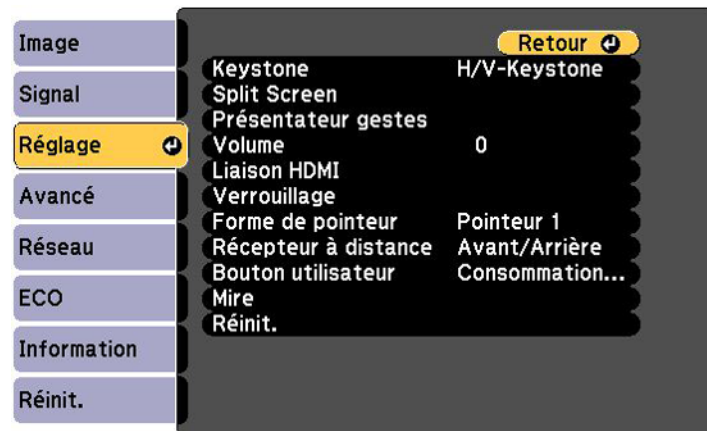 Image
Signal
Réglage
Avancé
Réseau
ECO
Information
Réinit.
Retour
Keystone H/V-Keystone
Split Screen
Présentateur gestes
Volume 0
Liaison HDMI
Verrouillage
Forme de pointeur Pointeur 1
Récepteur à distance Avant/Arrière
Bouton utilisateur Consommation...
Mire
Réinit.